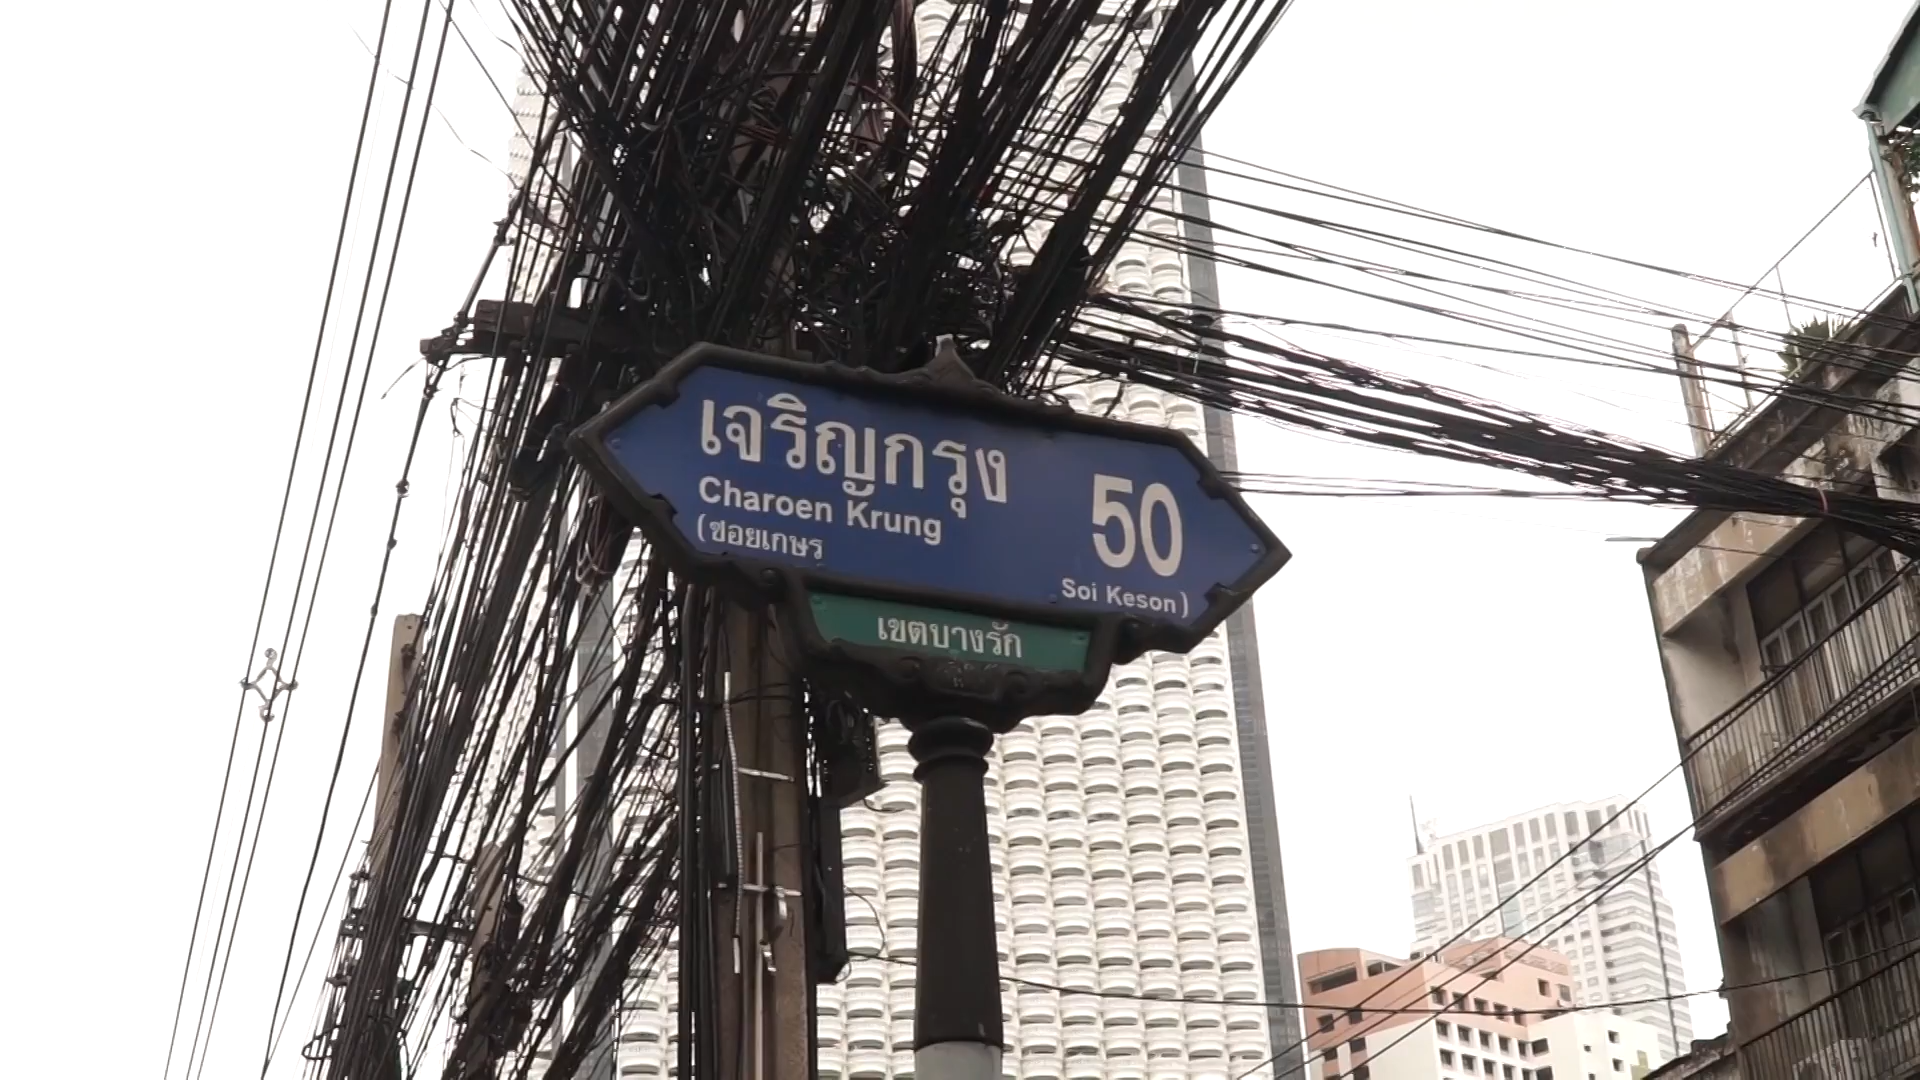 เจริญกรุง 50
Charoen Krung
(ซอยเกษร
Soi Keson)
เขตบางรัก